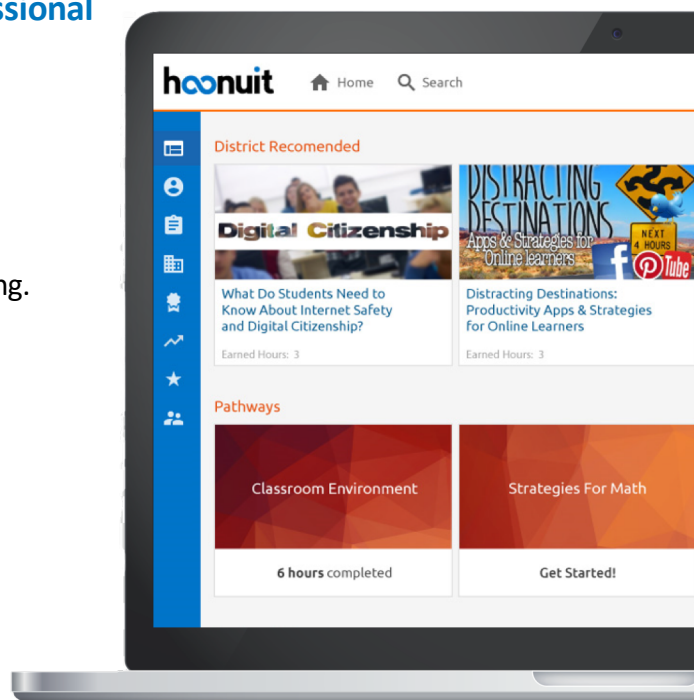 ssional
ng.
hoonuit
Home Search
District Recomended
Digital Citizenship
DISTRACTING
DESTINATIONS
Apps & Strategies for
Online learners
NEXT
4 HOURS
Tube
What Do Students Need to
Know About Internet Safety
and Digital Citizenship?
Earned Hours: 3
Distracting Destinations:
Productivity Apps & Strategies
for Online Learners
Earned Hours: 3
Pathways
Classroom Environment
Strategies For Math
6 hours completed
Get Started!